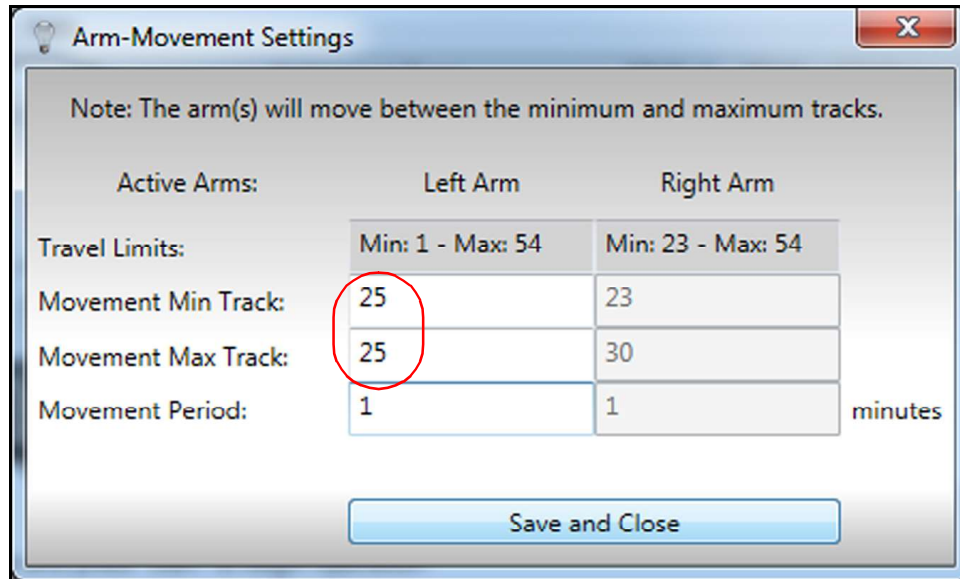 Arm-Movement Settings
Note: The arm(s) will move between the minimum and maximum tracks.
Active Arms: Left Arm Right Arm
Travel Limits: Min: 1 - Max: 54 Min: 23 - Max: 54
Movement Min Track: 25 23
Movement Max Track: 25 30
Movement Period: 1 1 minutes
Save and Close